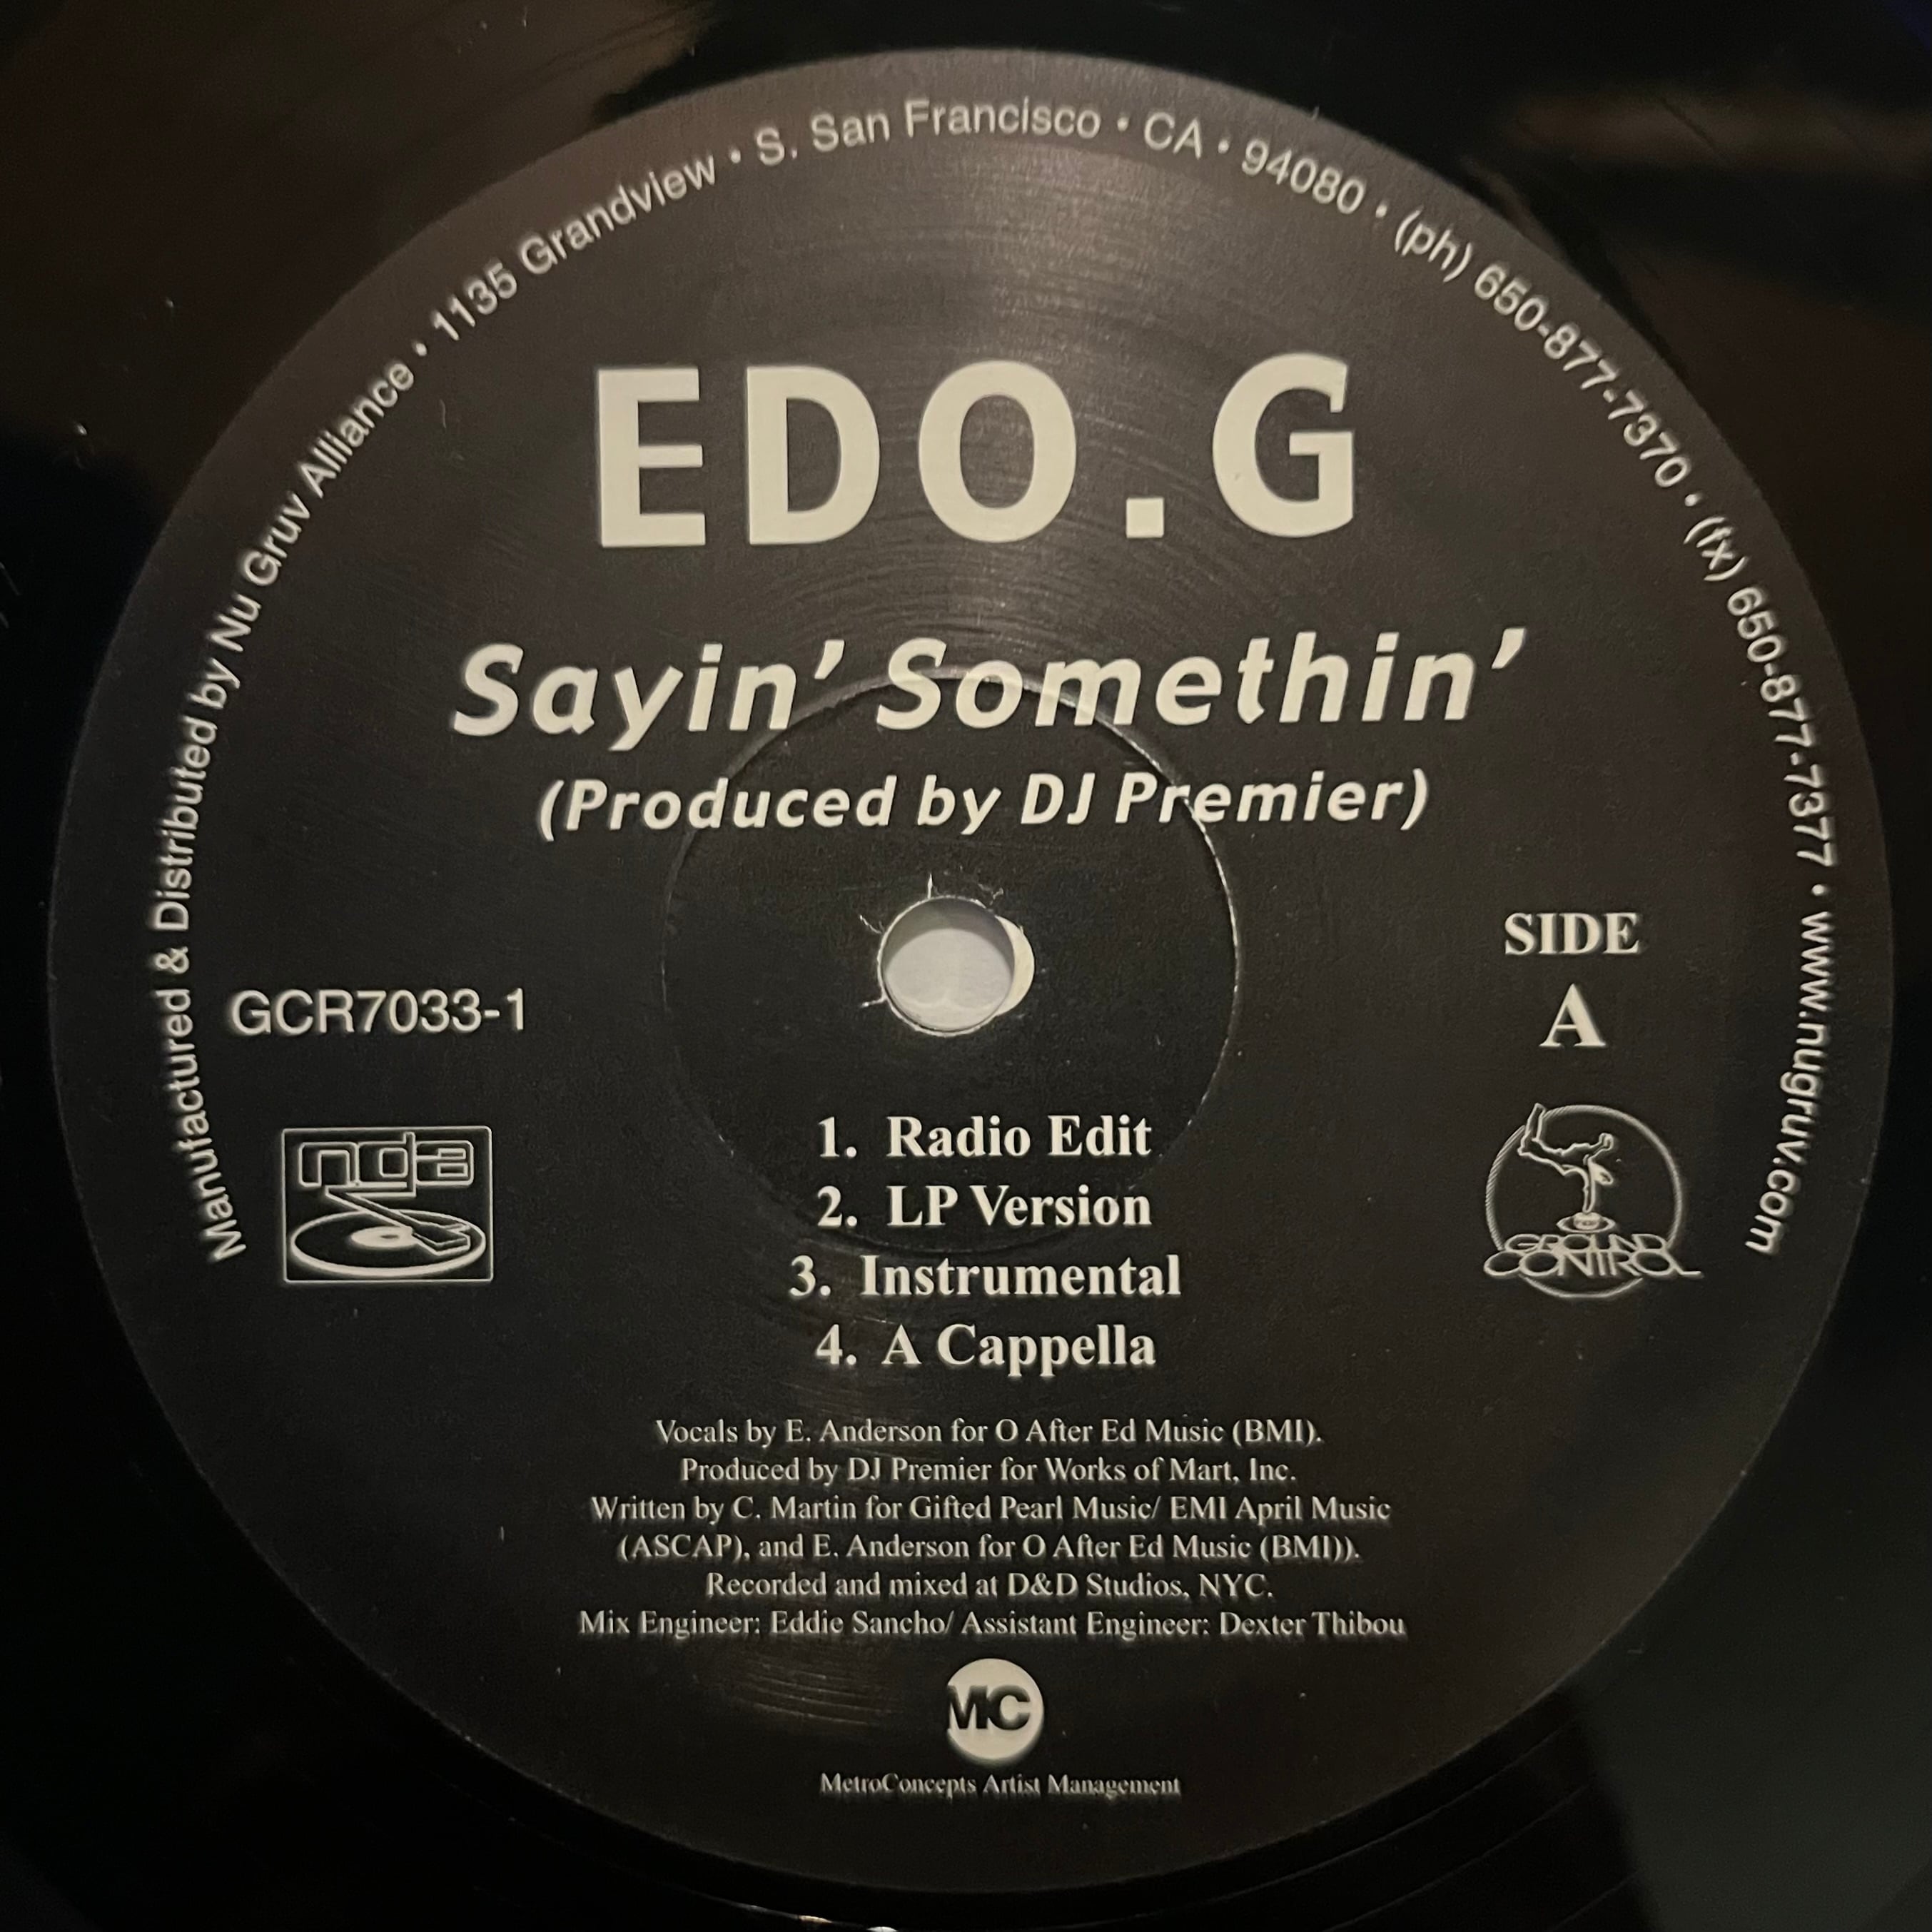 Manufactured & Distributed by Nu Gruv Alliance • 1135 Grandview • S. San Francisco • CA • 94080 • (ph) 650-877-7370 • (fx) 650-877-7377 • www.nugruv.com
EDO.G
Sayin’ Somethin’
(Produced by DJ Premier)
GCR7033-1
SIDE
A
nga
GROUND
CONTROL
1. Radio Edit
2. LP Version
3. Instrumental
4. A Cappella
Vocals by E. Anderson for O After Ed Music (BMI).
Produced by DJ Premier for Works of Mart, Inc.
Written by C. Martin for Gifted Pearl Music/ EMI April Music
(ASCAP), and E. Anderson for O After Ed Music (BMI)).
Recorded and mixed at D&D Studios, NYC.
Mix Engineer: Eddie Sancho/ Assistant Engineer: Dexter Thibou
MC
MetroConcepts Artist Management